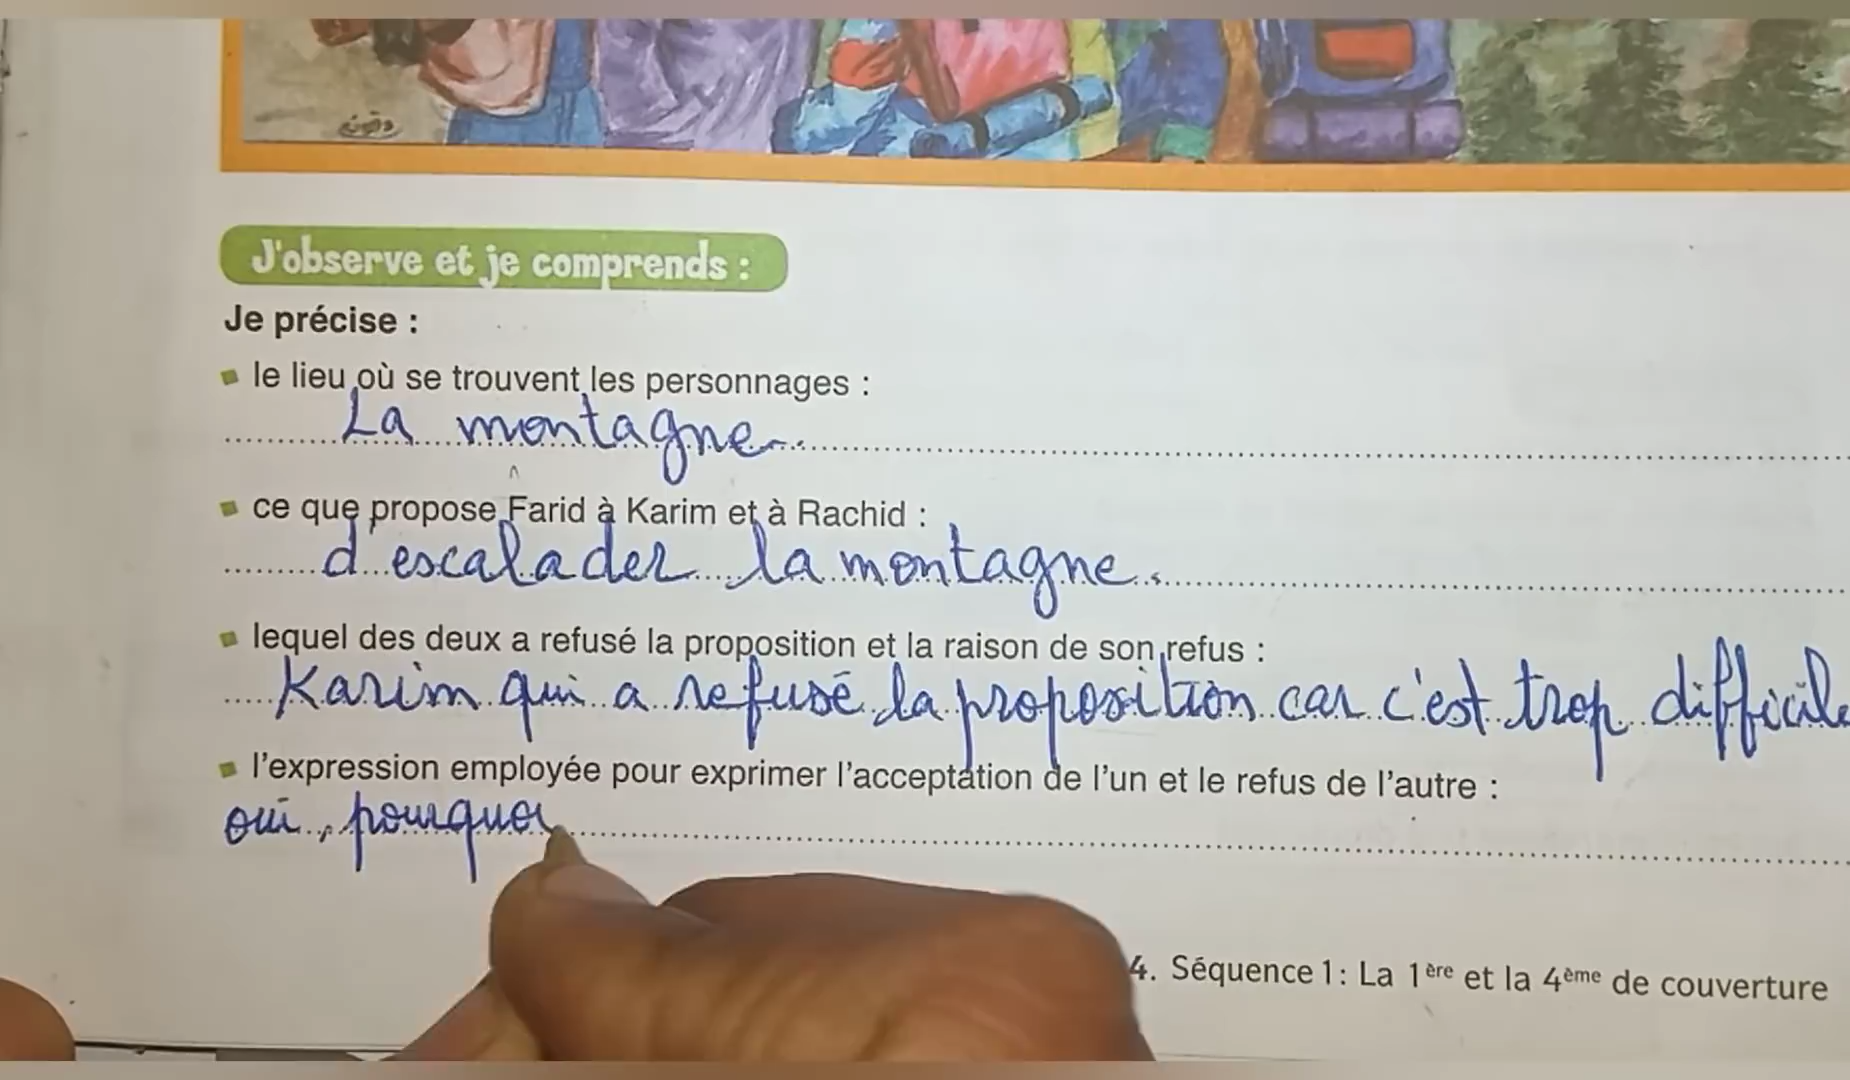 J'observe et je comprends :
Je précise :
le lieu où se trouvent les personnages :
La montagne.
ce que propose Farid à Karim et à Rachid :
d'escalader la montagne.
lequel des deux a refusé la proposition et la raison de son refus :
Karim qui a refusé la proposition car c'est trop difficile
l'expression employée pour exprimer l'acceptation de l'un et le refus de l'autre :
oui, pourquoi
4. Séquence 1 : La 1ère et la 4ème de couverture